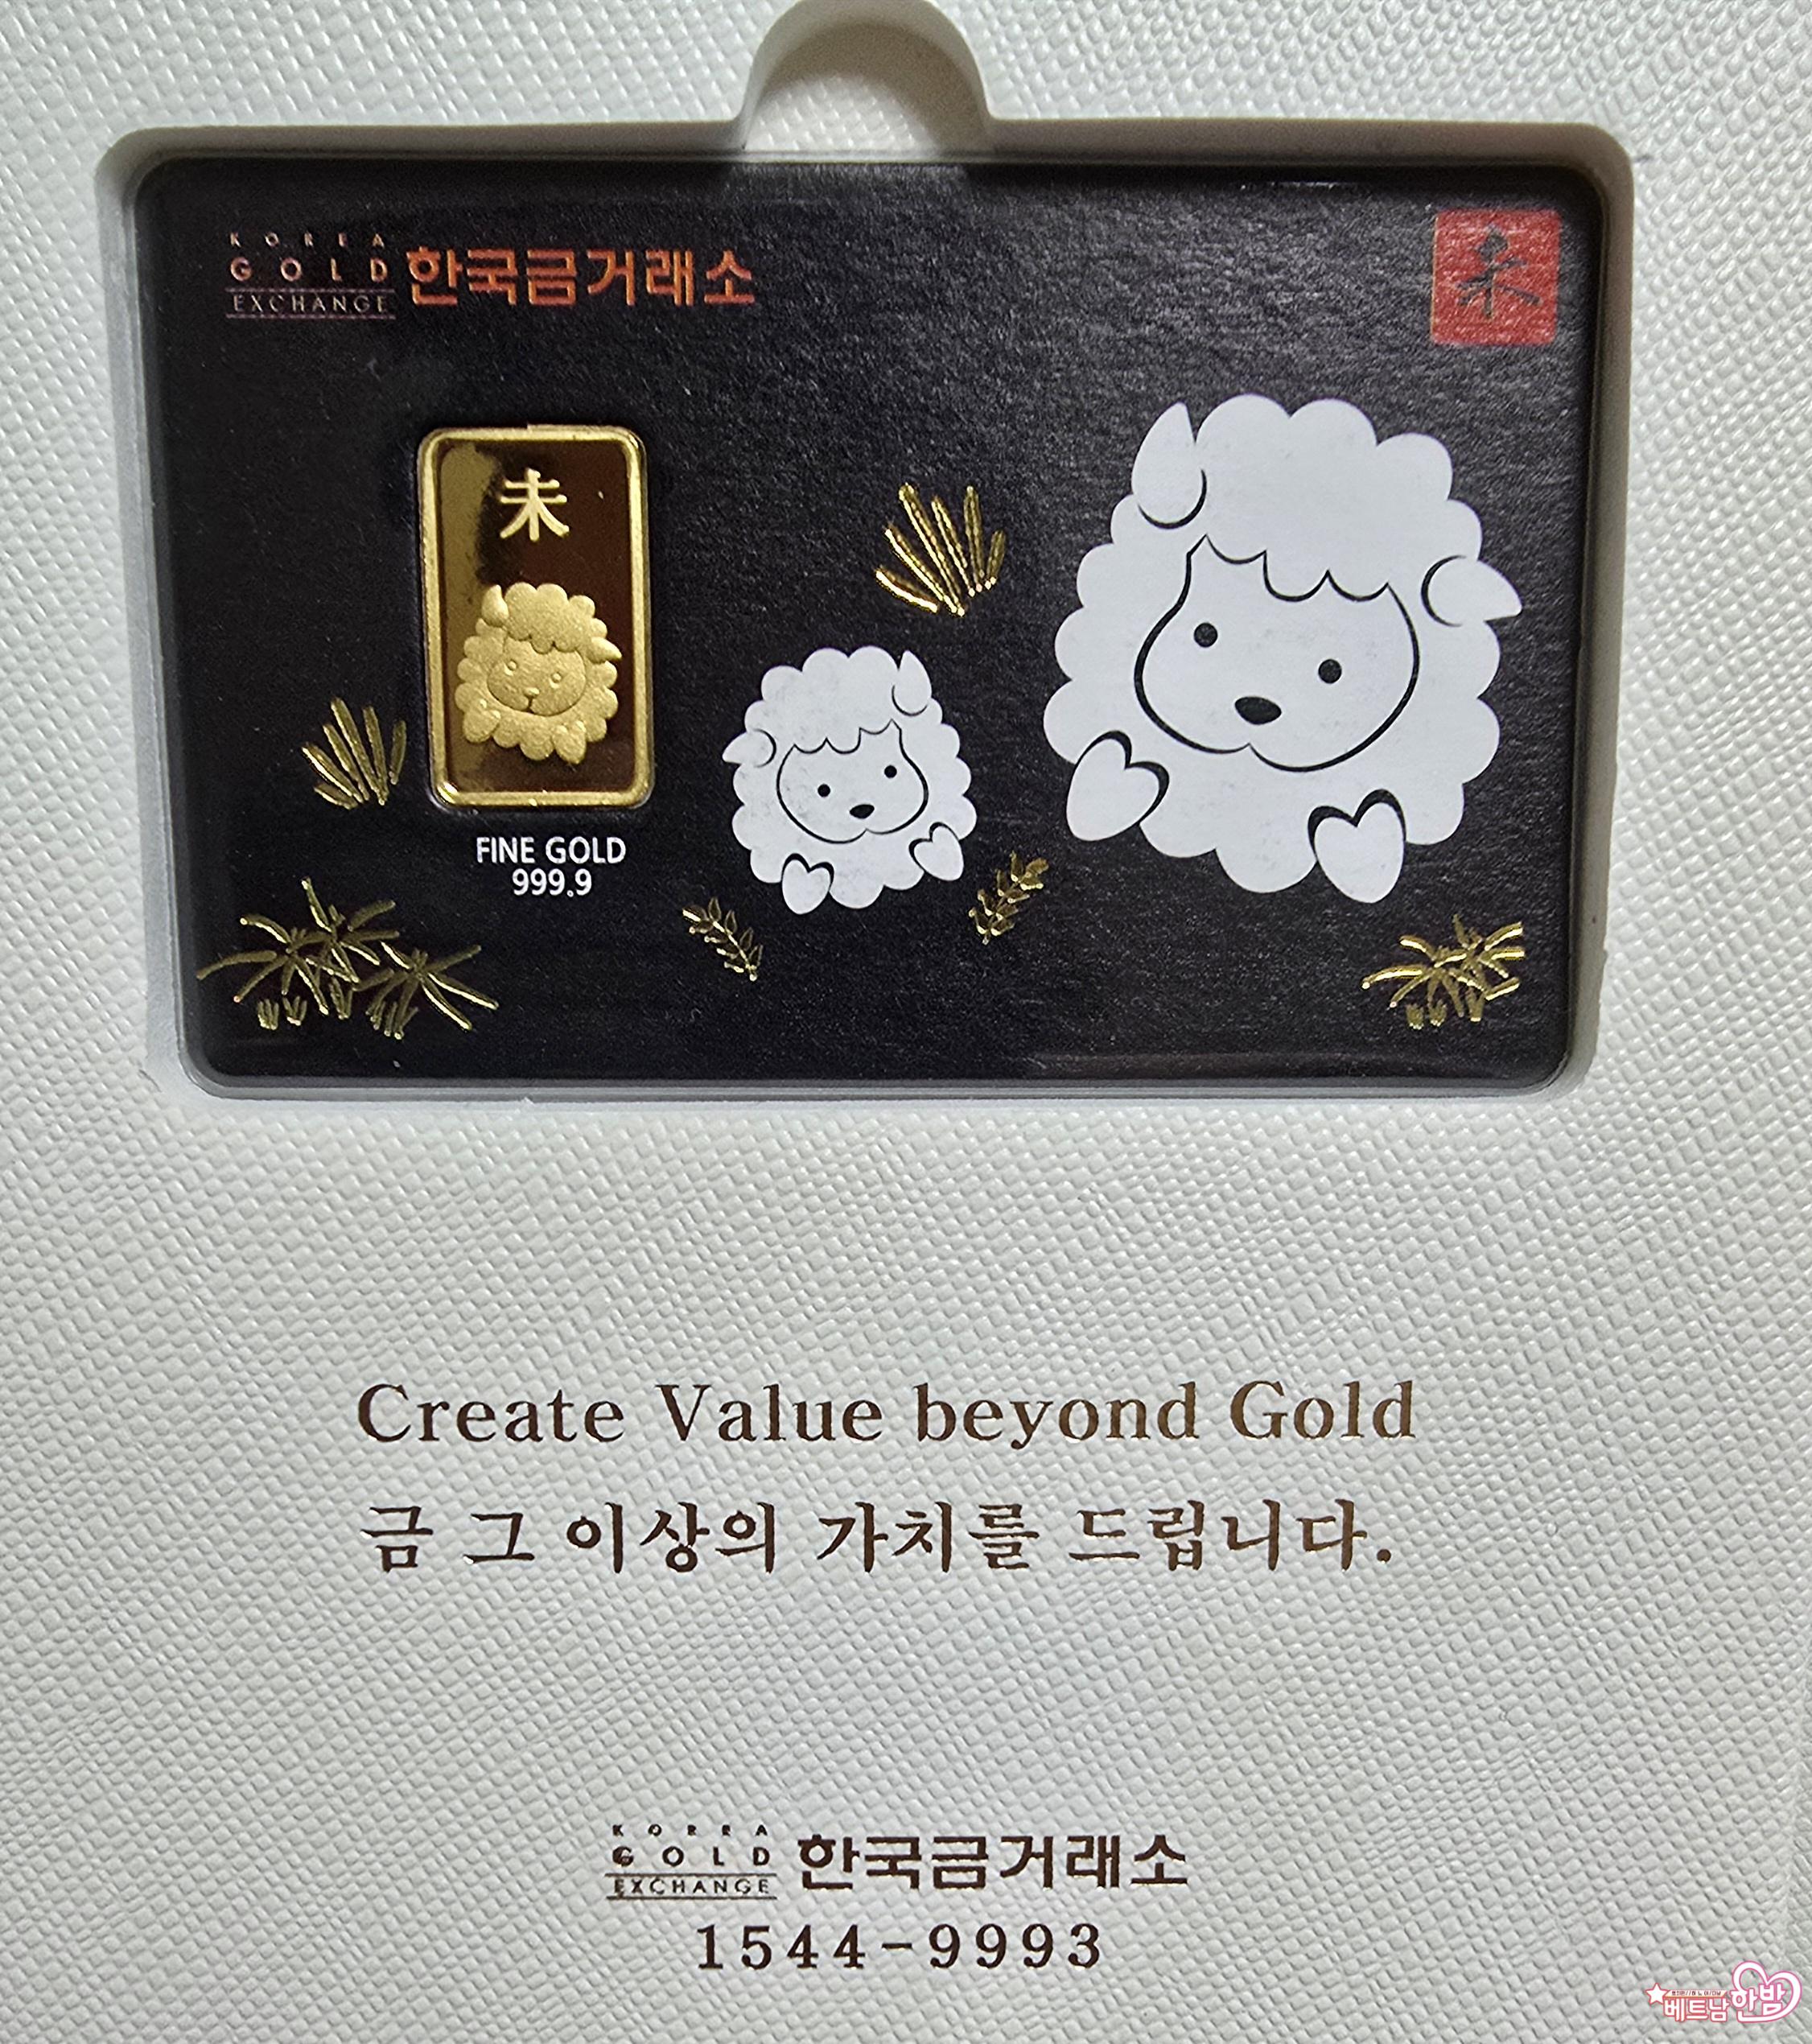 KOREA
GOLD 한국금거래소
EXCHANGE
未
未
FINE GOLD
999.9
Create Value beyond Gold
금 그 이상의 가치를 드립니다.
KOREA
GOLD 한국금거래소
EXCHANGE
1544-9993
베트남 한밤